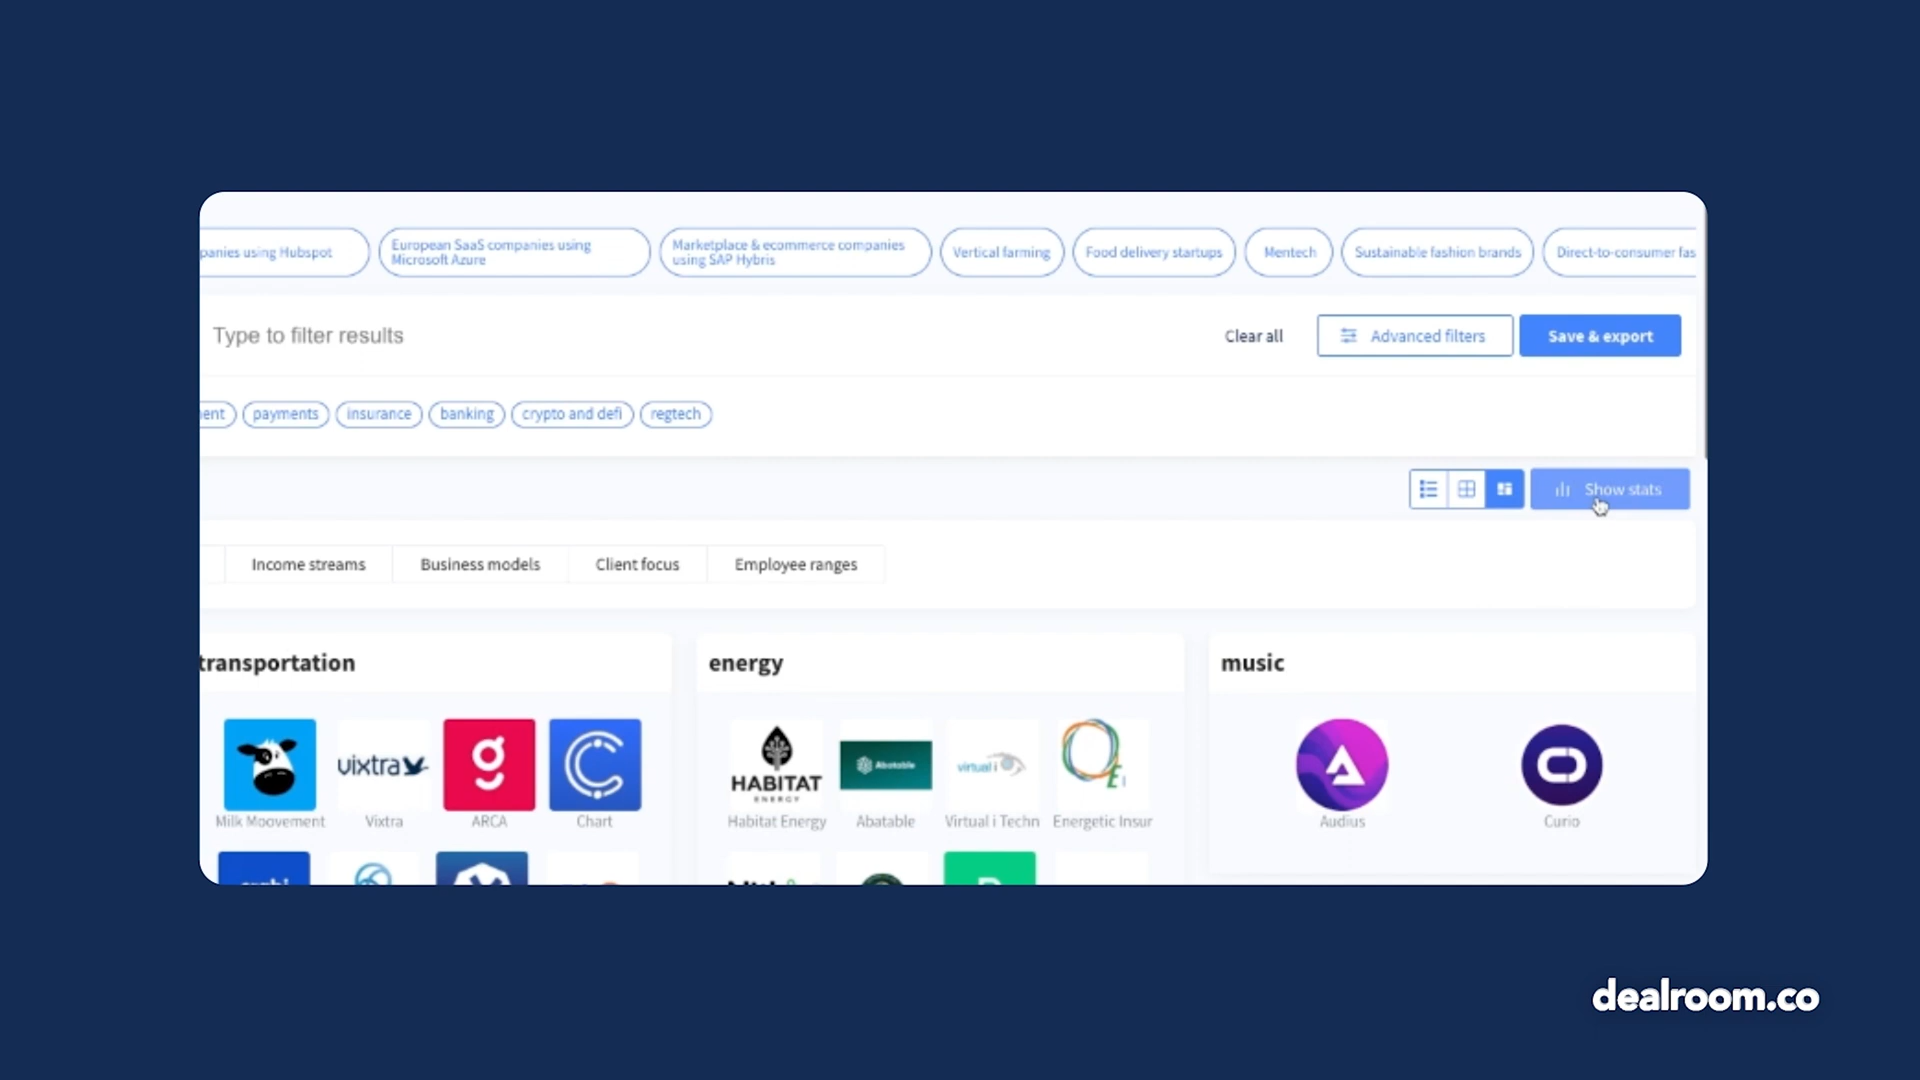 panies using Hubspot
European SaaS companies using
Microsoft Azure
Marketplace & ecommerce companies
using SAP Hybris
Vertical farming
Food delivery startups
Mentech
Sustainable fashion brands
Direct-to-consumer fas
Type to filter results
Clear all
Advanced filters
Save & export
ent
payments
insurance
banking
crypto and defi
regtech
Show stats
Income streams
Business models
Client focus
Employee ranges
transportation
energy
music
vixtra
g
C
HABITAT
ENERGY
Abatable
virtual i
Milk Moovement
Vixtra
ARCA
Chart
Habitat Energy
Abatable
Virtual i Techn
Energetic Insur
Audius
Curio
dealroom.co